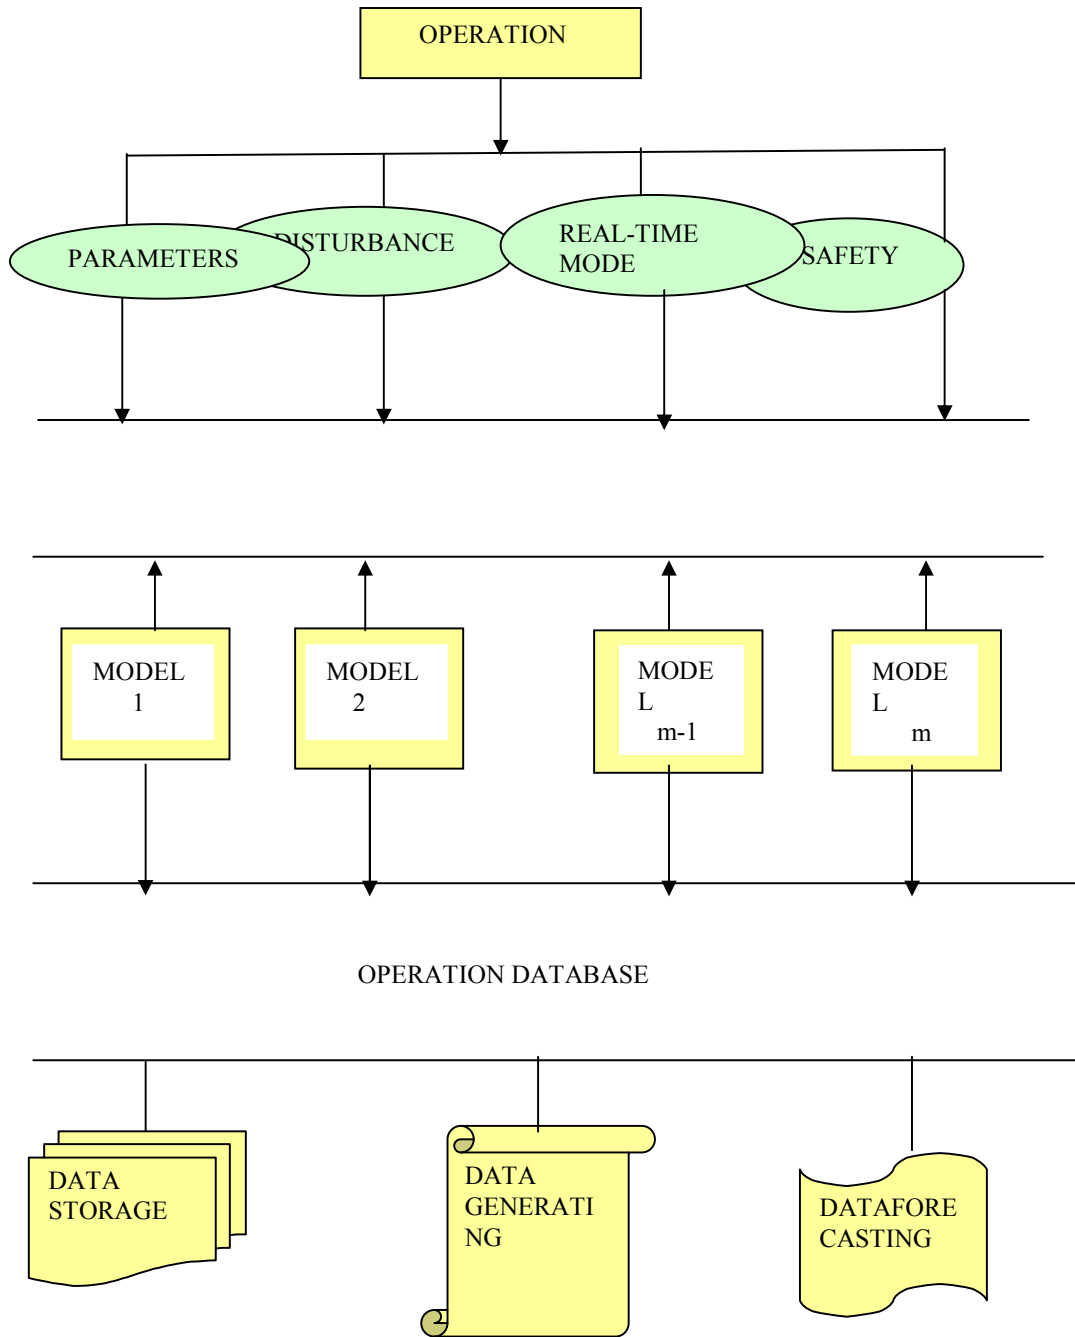 OPERATION
PARAMETERS
DISTURBANCE
REAL-TIME
MODE
SAFETY
MODEL
1
MODEL
2
MODE
L
m-1
MODE
L
m
OPERATION DATABASE
DATA
STORAGE
DATA
GENERATI
NG
DATAFORE
CASTING